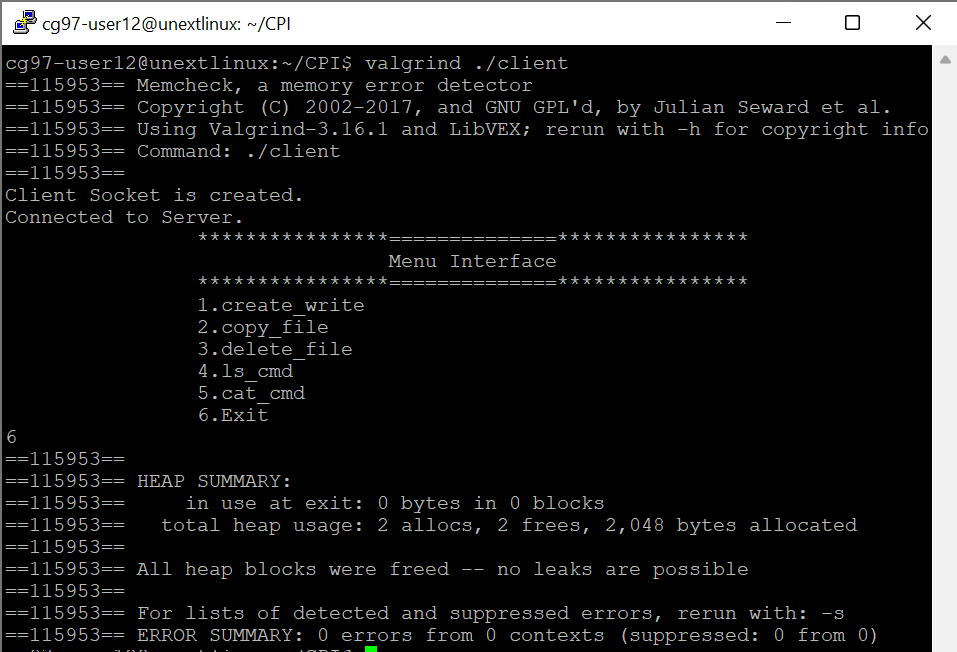 cg97-user12@unextlinux: ~/CPI
cg97-user12@unextlinux:~/CPI$ valgrind ./client
==115953== Memcheck, a memory error detector
==115953== Copyright (C) 2002-2017, and GNU GPL'd, by Julian Seward et al.
==115953== Using Valgrind-3.16.1 and LibVEX; rerun with -h for copyright info
==115953== Command: ./client
==115953==
Client Socket is created.
Connected to Server.
****************==============****************
Menu Interface
****************==============****************
1.create_write
2.copy_file
3.delete_file
4.ls_cmd
5.cat_cmd
6.Exit
6
==115953==
==115953== HEAP SUMMARY:
==115953==     in use at exit: 0 bytes in 0 blocks
==115953==   total heap usage: 2 allocs, 2 frees, 2,048 bytes allocated
==115953==
==115953== All heap blocks were freed -- no leaks are possible
==115953==
==115953== For lists of detected and suppressed errors, rerun with: -s
==115953== ERROR SUMMARY: 0 errors from 0 contexts (suppressed: 0 from 0)